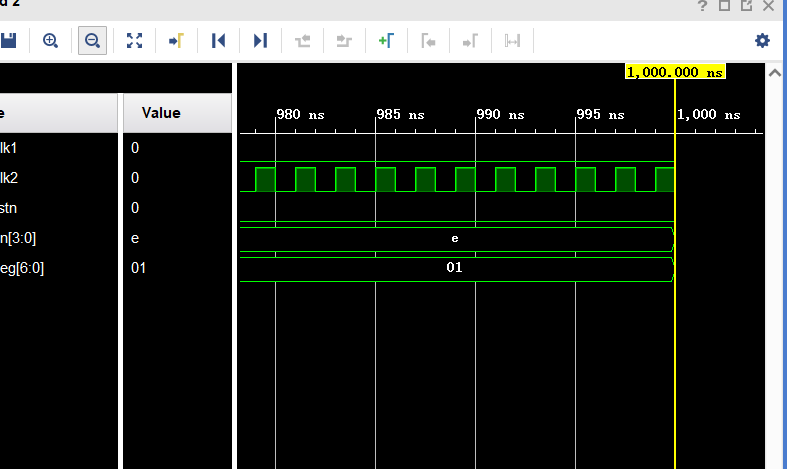 d 2
1,000.000 ns
980 ns 985 ns 990 ns 995 ns 1,000 ns
e Value
lk1 0
lk2 0
stn 0
n[3:0] e e
eg[6:0] 01 01